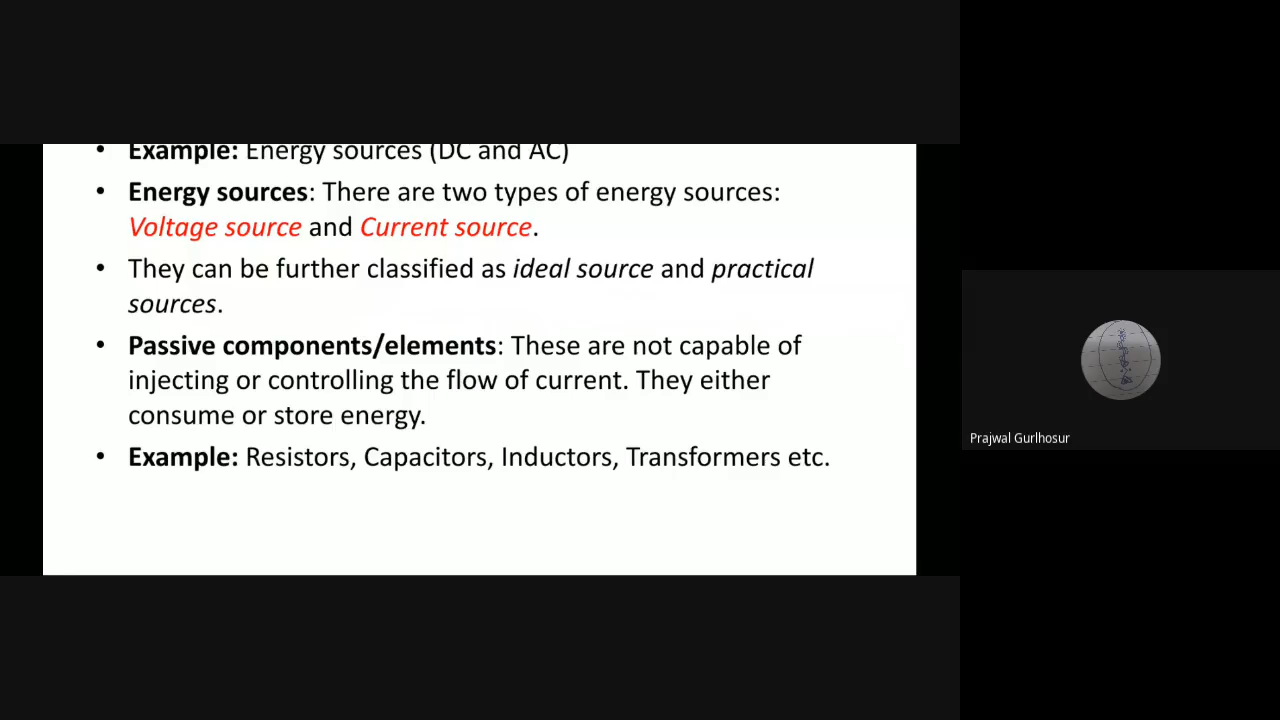 • Example: Energy sources (DC and AC)
• Energy sources: There are two types of energy sources:
Voltage source and Current source.
• They can be further classified as ideal source and practical
sources.
• Passive components/elements: These are not capable of
injecting or controlling the flow of current. They either
consume or store energy.
• Example: Resistors, Capacitors, Inductors, Transformers etc.
Prajwal Gurlhosur